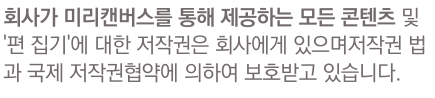 회사가 미리캔버스를 통해 제공하는 모든 콘텐츠 및
'편 집기'에 대한 저작권은 회사에게 있으며저작권 법
과 국제 저작권협약에 의하여 보호받고 있습니다.